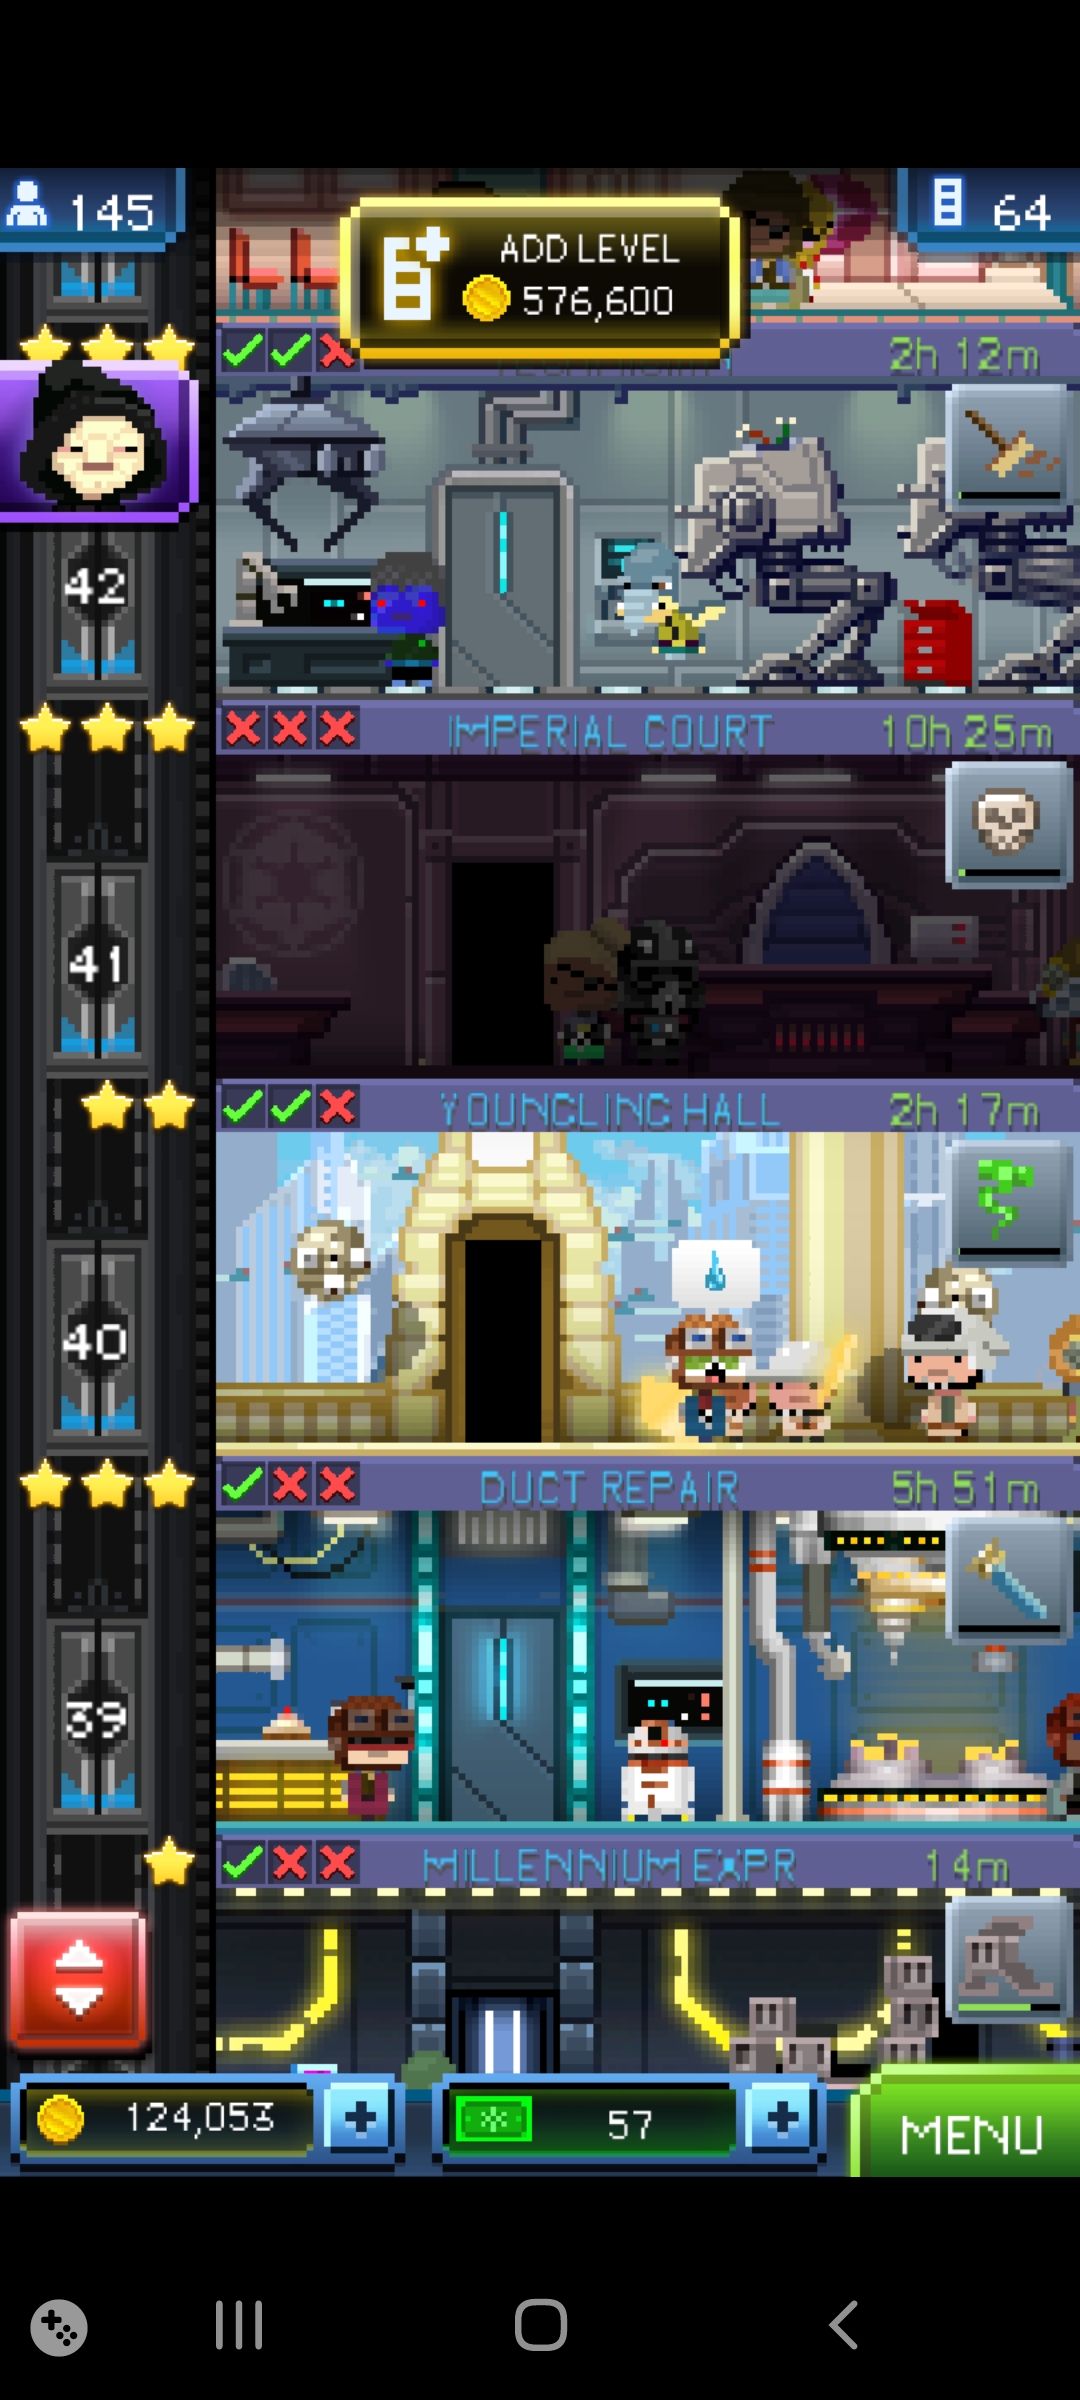 145
ADD LEVEL
576,600
64
2h 12m
42
IMPERIAL COURT
10h 25m
41
YOUNGLING HALL
2h 17m
40
DUCT REPAIR
5h 51m
39
MILLENNIUM EXPR
14m
124,053
57
MENU